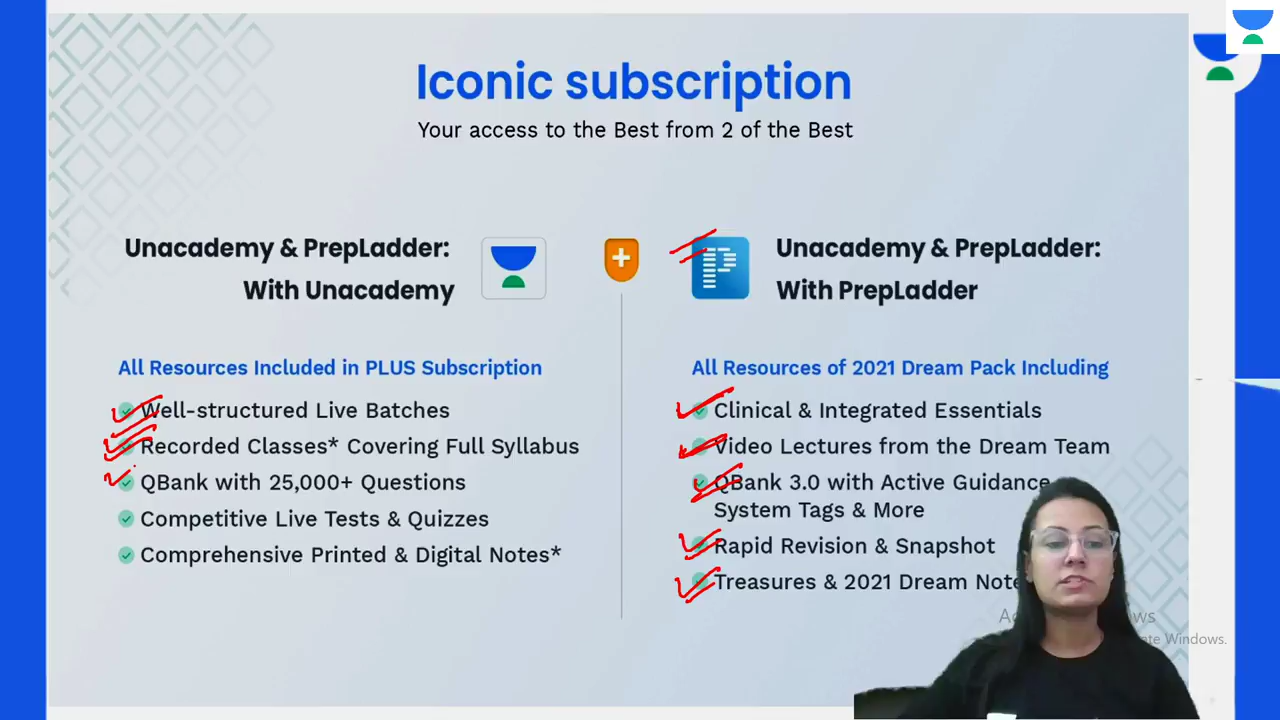 Iconic subscription
Your access to the Best from 2 of the Best
Unacademy & PrepLadder:
With Unacademy
All Resources Included in PLUS Subscription
Well-structured Live Batches
Recorded Classes* Covering Full Syllabus
QBank with 25,000+ Questions
Competitive Live Tests & Quizzes
Comprehensive Printed & Digital Notes*
Unacademy & PrepLadder:
With PrepLadder
All Resources of 2021 Dream Pack Including
Clinical & Integrated Essentials
Video Lectures from the Dream Team
QBank 3.0 with Active Guidance
System Tags & More
Rapid Revision & Snapshot
Treasures & 2021 Dream
Windows.